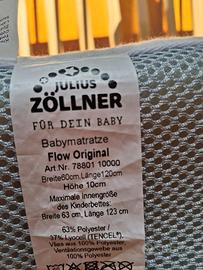 JULIUS
ZÖLLNER
FÜR DEIN BABY
Babymatratze
Flow Original
Art.Nr. 78801 10000
Breite60cm,Länge120cm
Höhe 10cm
Maximale Innengröße
des Kinderbettes:
Breite 63 cm, Länge 123 cm
63% Polyester /
37% Lyocell (TENCEL®),
Vlies aus 100% Polyester,
100% Polyester